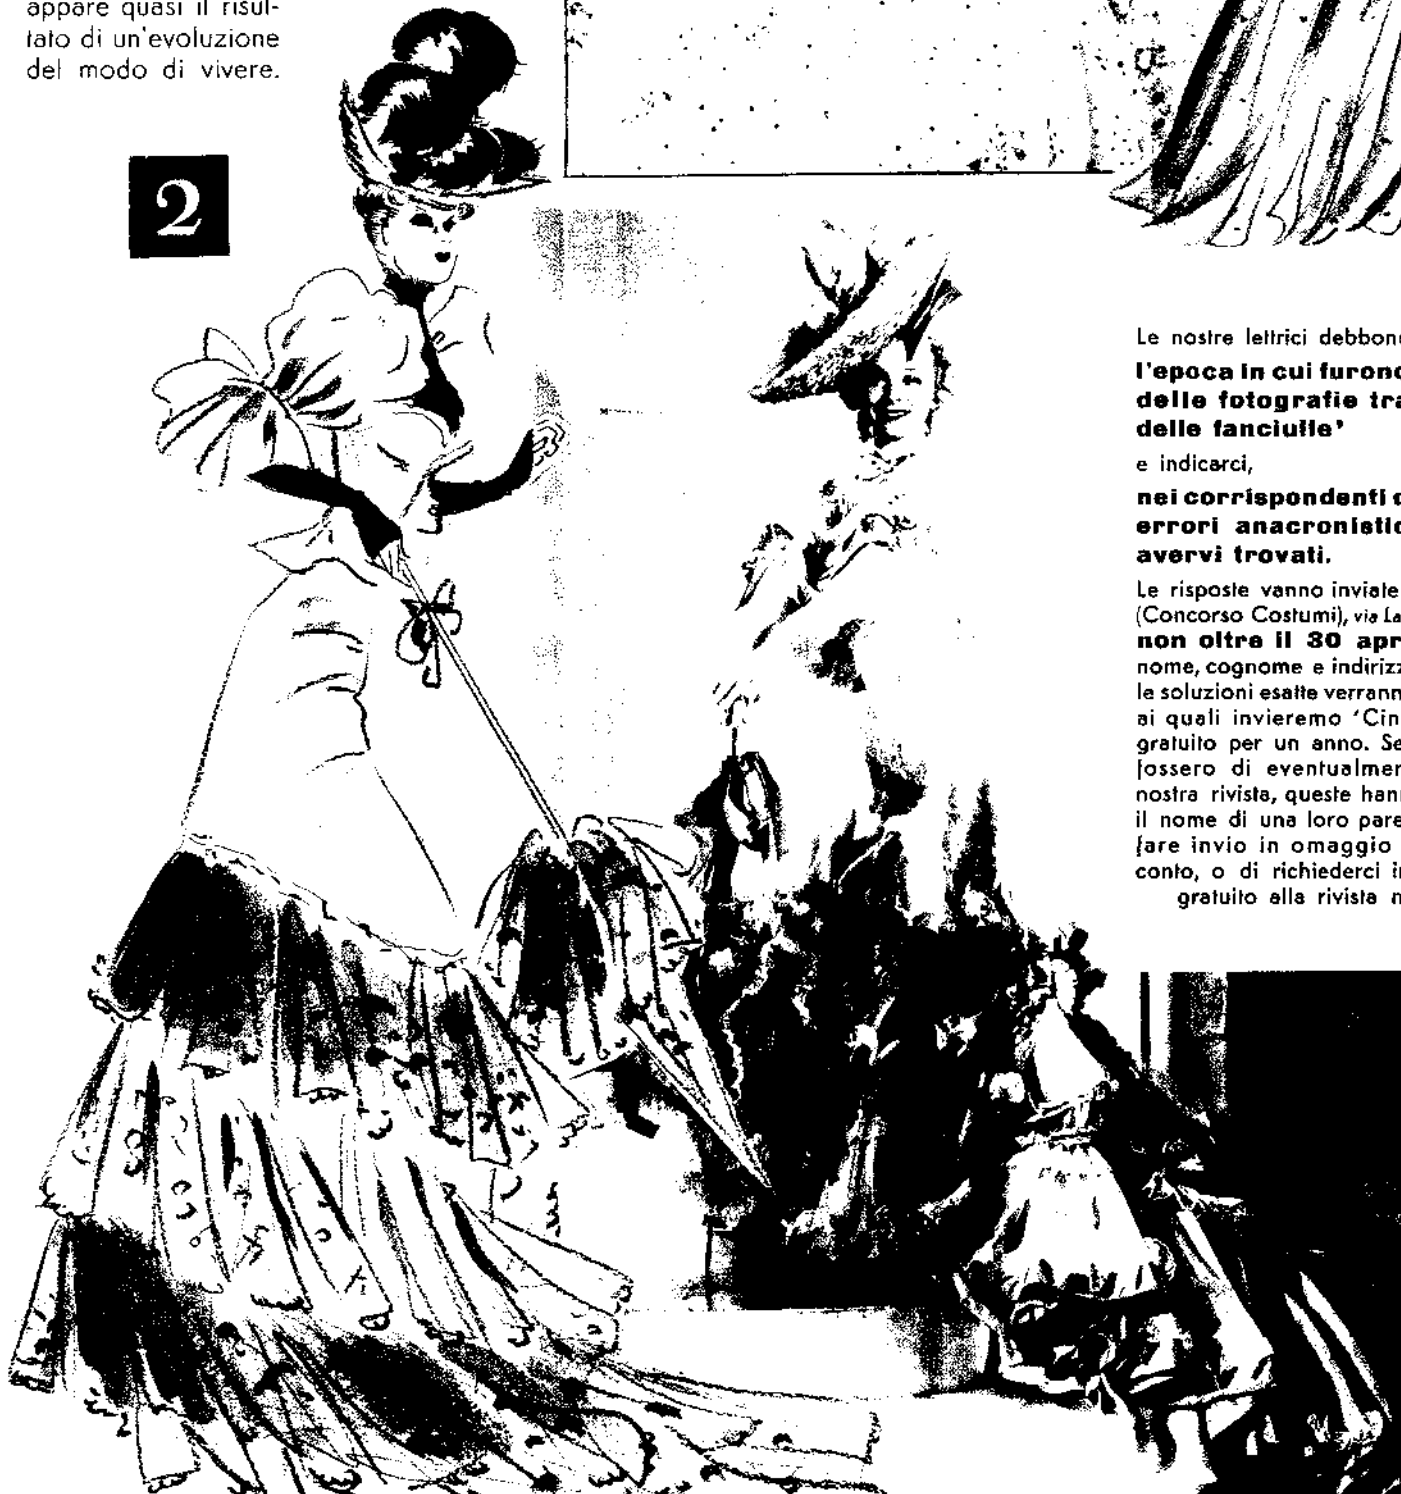 appare quasi il risul-
tato di un'evoluzione
del modo di vivere.
2
Le nostre lettrici debbono
l'epoca in cui furono
delle fotografie tra
delle fanciulle'
e indicarci,
nei corrispondenti
errori anacronistic
avervi trovati.
Le risposte vanno inviate
(Concorso Costumi), via La
non oltre il 30 apr
nome, cognome e indirizz
le soluzioni esatte verrann
ai quali invieremo 'Cin
gratuito per un anno. Se
fossero di eventualmen
nostra rivista, queste hann
il nome di una loro pare
fare invio in omaggio
conto, o di richiederci in
gratuito alla rivista n